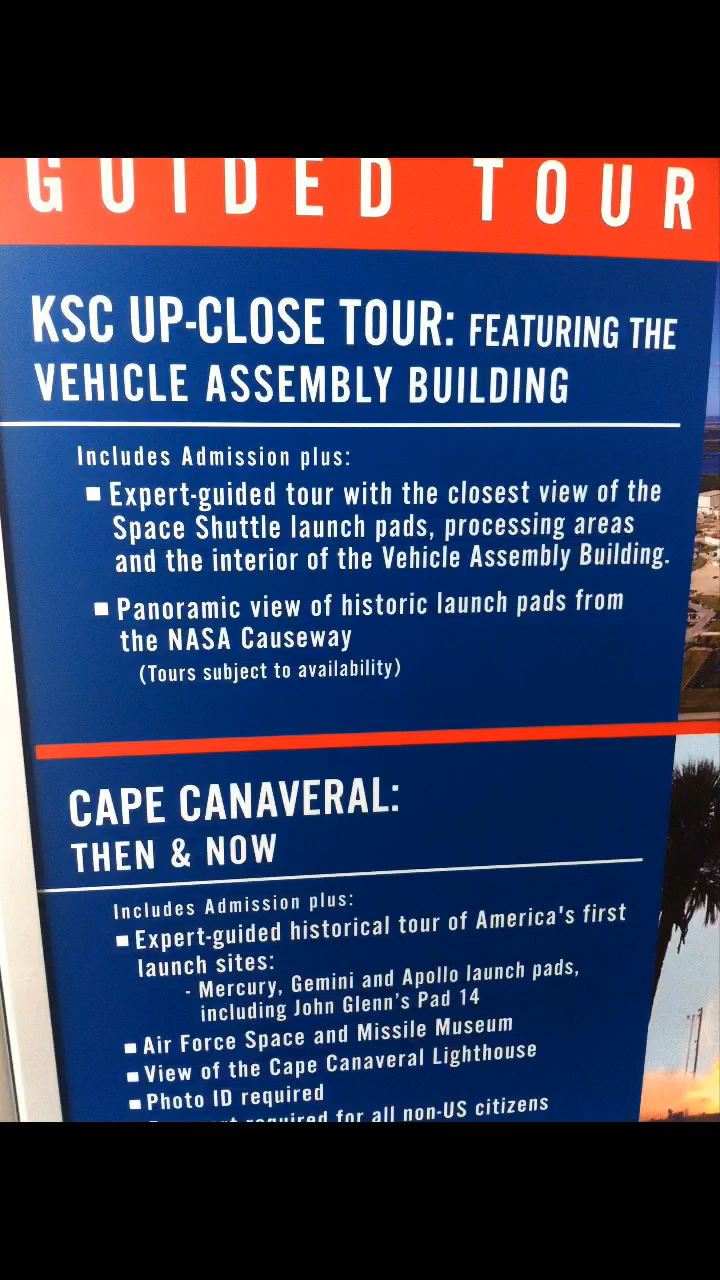 GUIDED TOUR
KSC UP-CLOSE TOUR: FEATURING THE
VEHICLE ASSEMBLY BUILDING
Includes Admission plus:
■ Expert-guided tour with the closest view of the
Space Shuttle launch pads, processing areas
and the interior of the Vehicle Assembly Building.
■ Panoramic view of historic launch pads from
the NASA Causeway
(Tours subject to availability)
CAPE CANAVERAL:
THEN & NOW
Includes Admission plus:
■ Expert-guided historical tour of America's first
launch sites:
- Mercury, Gemini and Apollo launch pads,
including John Glenn's Pad 14
■ Air Force Space and Missile Museum
■ View of the Cape Canaveral Lighthouse
■ Photo ID required
required for all non-US citizens